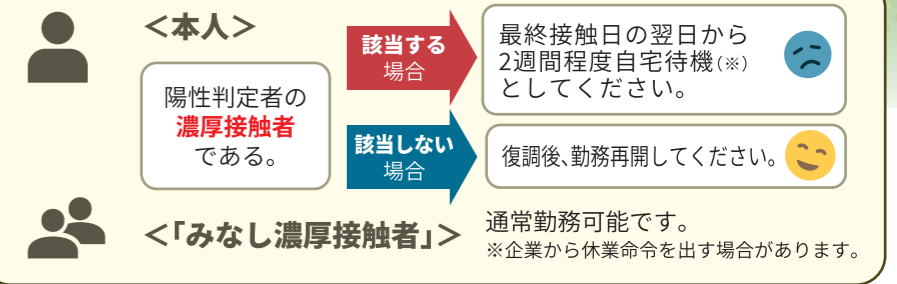 ＜本人＞
陽性判定者の
濃厚接触者
である。
該当する
場合
最終接触日の翌日から
2週間程度自宅待機(※)
としてください。
該当しない
場合
復調後、勤務再開してください。
＜「みなし濃厚接触者」＞
通常勤務可能です。
※企業から休業命令を出す場合があります。